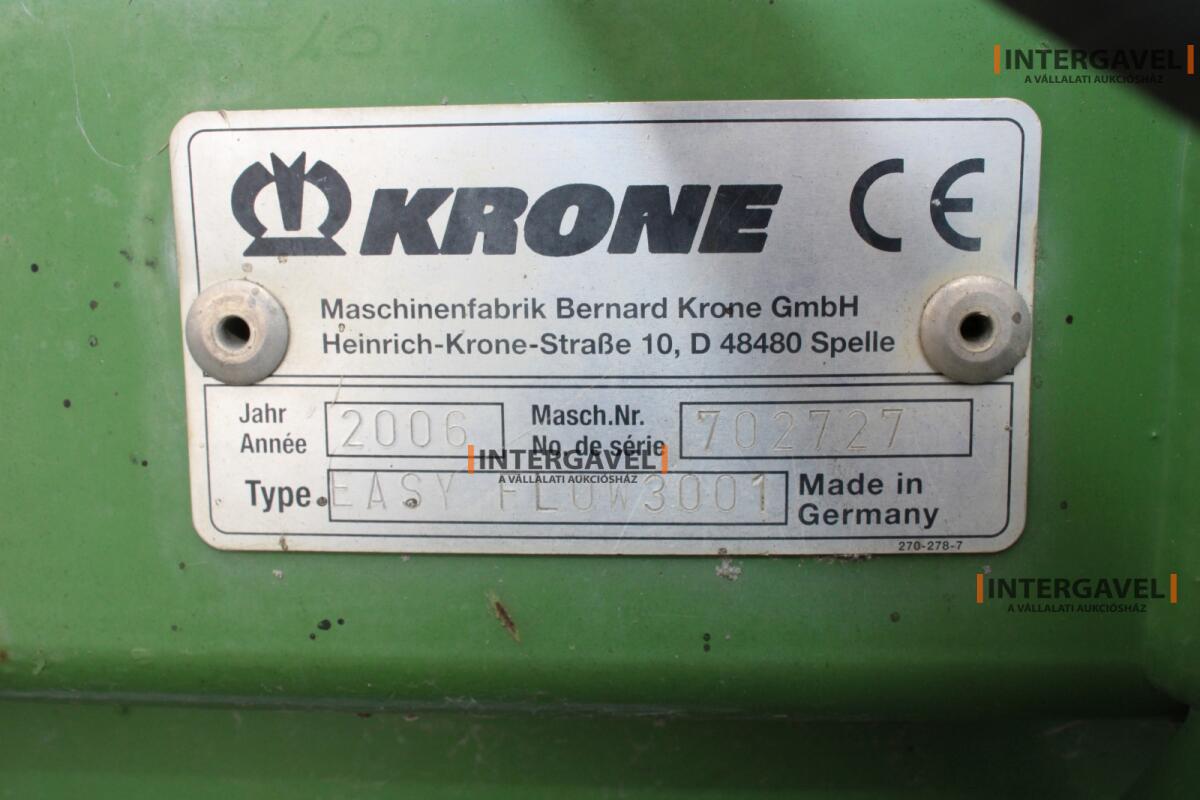 INTERGAVEL
A VÁLLALATI AUKCIÓSHÁZ
KRONE CE
Maschinenfabrik Bernard Krone GmbH
Heinrich-Krone-Straße 10, D 48480 Spelle
Jahr 2006 Masch.Nr. 702727
Année No. de série
INTERGAVEL
A VÁLLALATI AUKCIÓSHÁZ
Type EASY FLOW3001 Made in
Germany
270-278-7
INTERGAVEL
A VÁLLALATI AUKCIÓSHÁZ